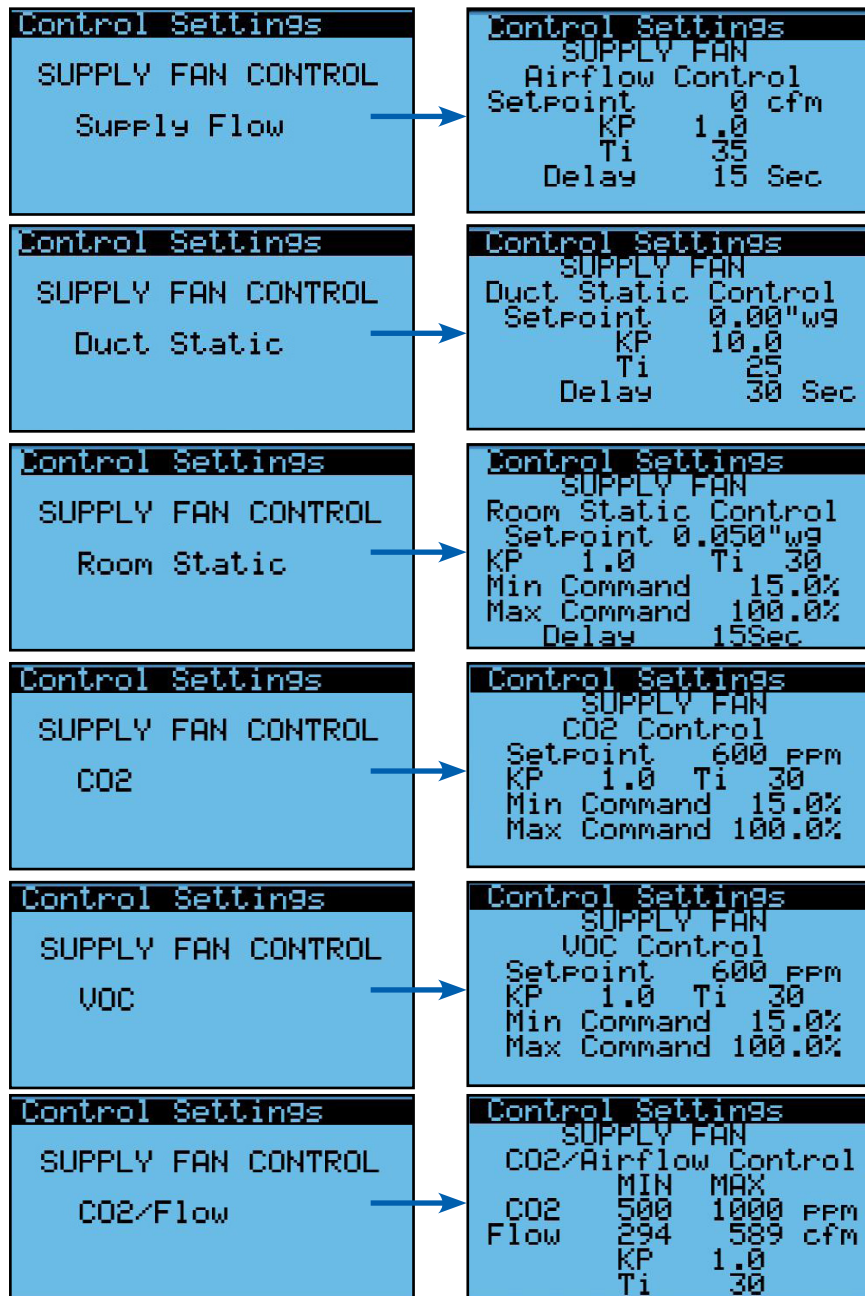 Control Settings
SUPPLY FAN CONTROL
Supply Flow
Control Settings
SUPPLY FAN
Airflow Control
Setpoint 0 cfm
KP 1.0
Ti 35
Delay 15 Sec
Control Settings
SUPPLY FAN CONTROL
Duct Static
Control Settings
SUPPLY FAN
Duct Static Control
Setpoint 0.00"wg
KP 10.0
Ti 25
Delay 30 Sec
Control Settings
SUPPLY FAN CONTROL
Room Static
Control Settings
SUPPLY FAN
Room Static Control
Setpoint 0.050"wg
KP 1.0 Ti 30
Min Command 15.0%
Max Command 100.0%
Delay 15Sec
Control Settings
SUPPLY FAN CONTROL
CO2
Control Settings
SUPPLY FAN
CO2 Control
Setpoint 600 ppm
KP 1.0 Ti 30
Min Command 15.0%
Max Command 100.0%
Control Settings
SUPPLY FAN CONTROL
VOC
Control Settings
SUPPLY FAN
VOC Control
Setpoint 600 ppm
KP 1.0 Ti 30
Min Command 15.0%
Max Command 100.0%
Control Settings
SUPPLY FAN CONTROL
CO2/Flow
Control Settings
SUPPLY FAN
CO2/Airflow Control
MIN MAX
CO2 500 1000 ppm
Flow 294 589 cfm
KP 1.0
Ti 30